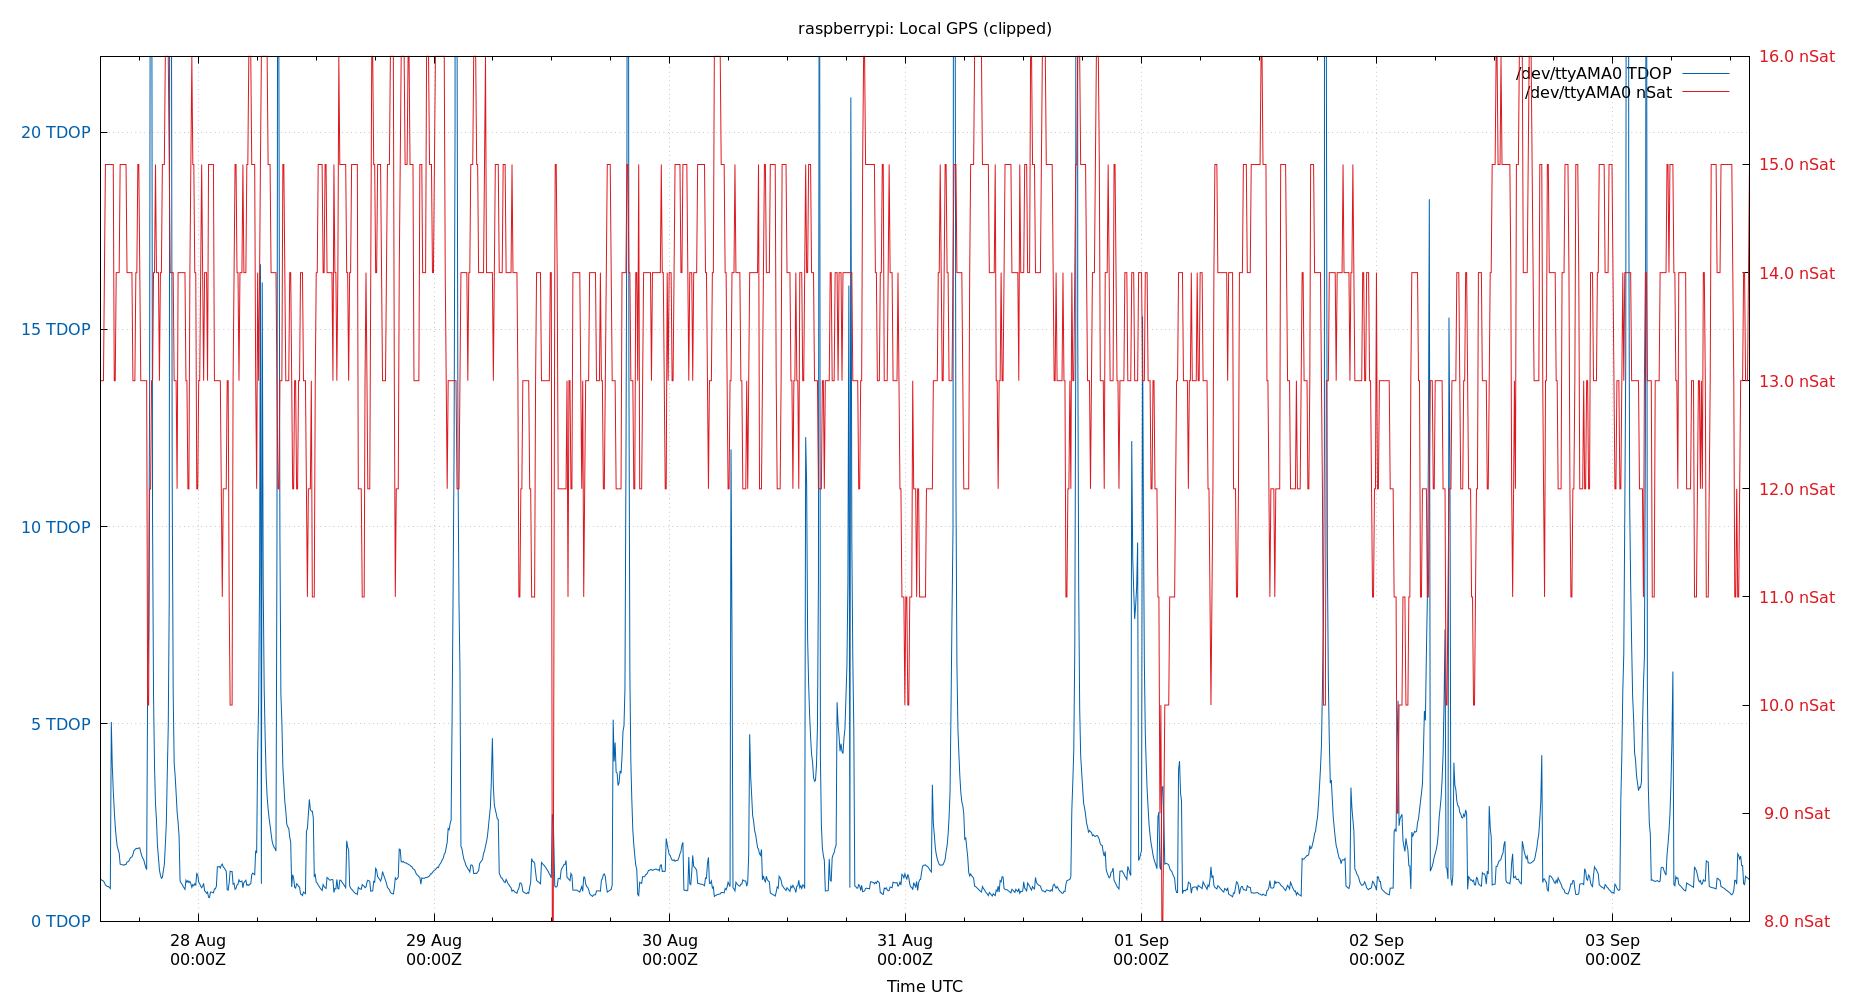 raspberrypi: Local GPS (clipped)
/dev/ttyAMA0 TDOP
/dev/ttyAMA0 nSat
20 TDOP
15 TDOP
10 TDOP
5 TDOP
0 TDOP
16.0 nSat
15.0 nSat
14.0 nSat
13.0 nSat
12.0 nSat
11.0 nSat
10.0 nSat
9.0 nSat
8.0 nSat
28 Aug
00:00Z
29 Aug
00:00Z
30 Aug
00:00Z
31 Aug
00:00Z
01 Sep
00:00Z
02 Sep
00:00Z
03 Sep
00:00Z
Time UTC